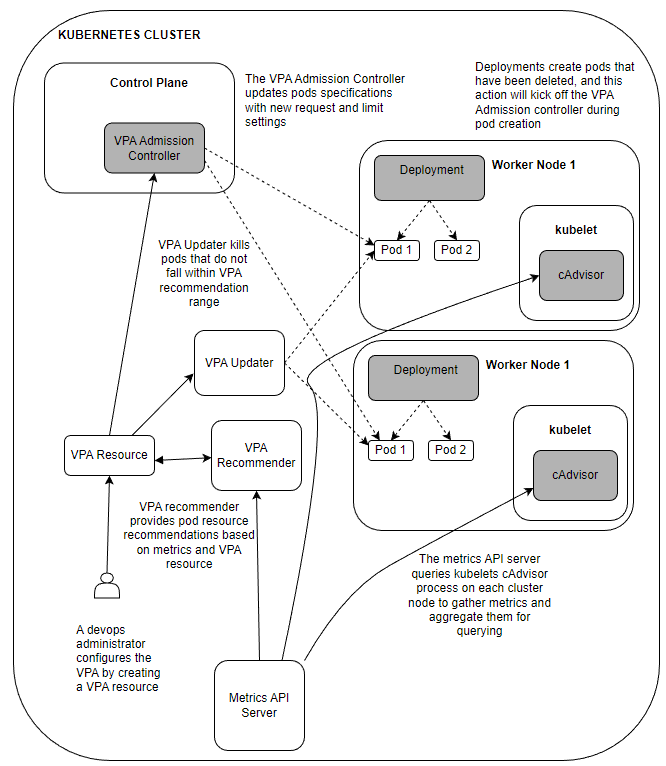 KUBERNETES CLUSTER
Control Plane
VPA Admission
Controller
The VPA Admission Controller
updates pods specifications
with new request and limit
settings
Deployments create pods that
have been deleted, and this
action will kick off the VPA
Admission controller during
pod creation
Deployment
Worker Node 1
Pod 1
Pod 2
kubelet
cAdvisor
VPA Updater kills
pods that do not
fall within VPA
recommendation
range
VPA Updater
Deployment
Worker Node 1
Pod 1
Pod 2
kubelet
cAdvisor
VPA Resource
VPA
Recommender
VPA recommender
provides pod resource
recommendations based
on metrics and VPA
resource
The metrics API server
queries kubelets cAdvisor
process on each cluster
node to gather metrics and
aggregate them for
querying
A devops
administrator
configures the
VPA by creating
a VPA resource
Metrics API
Server